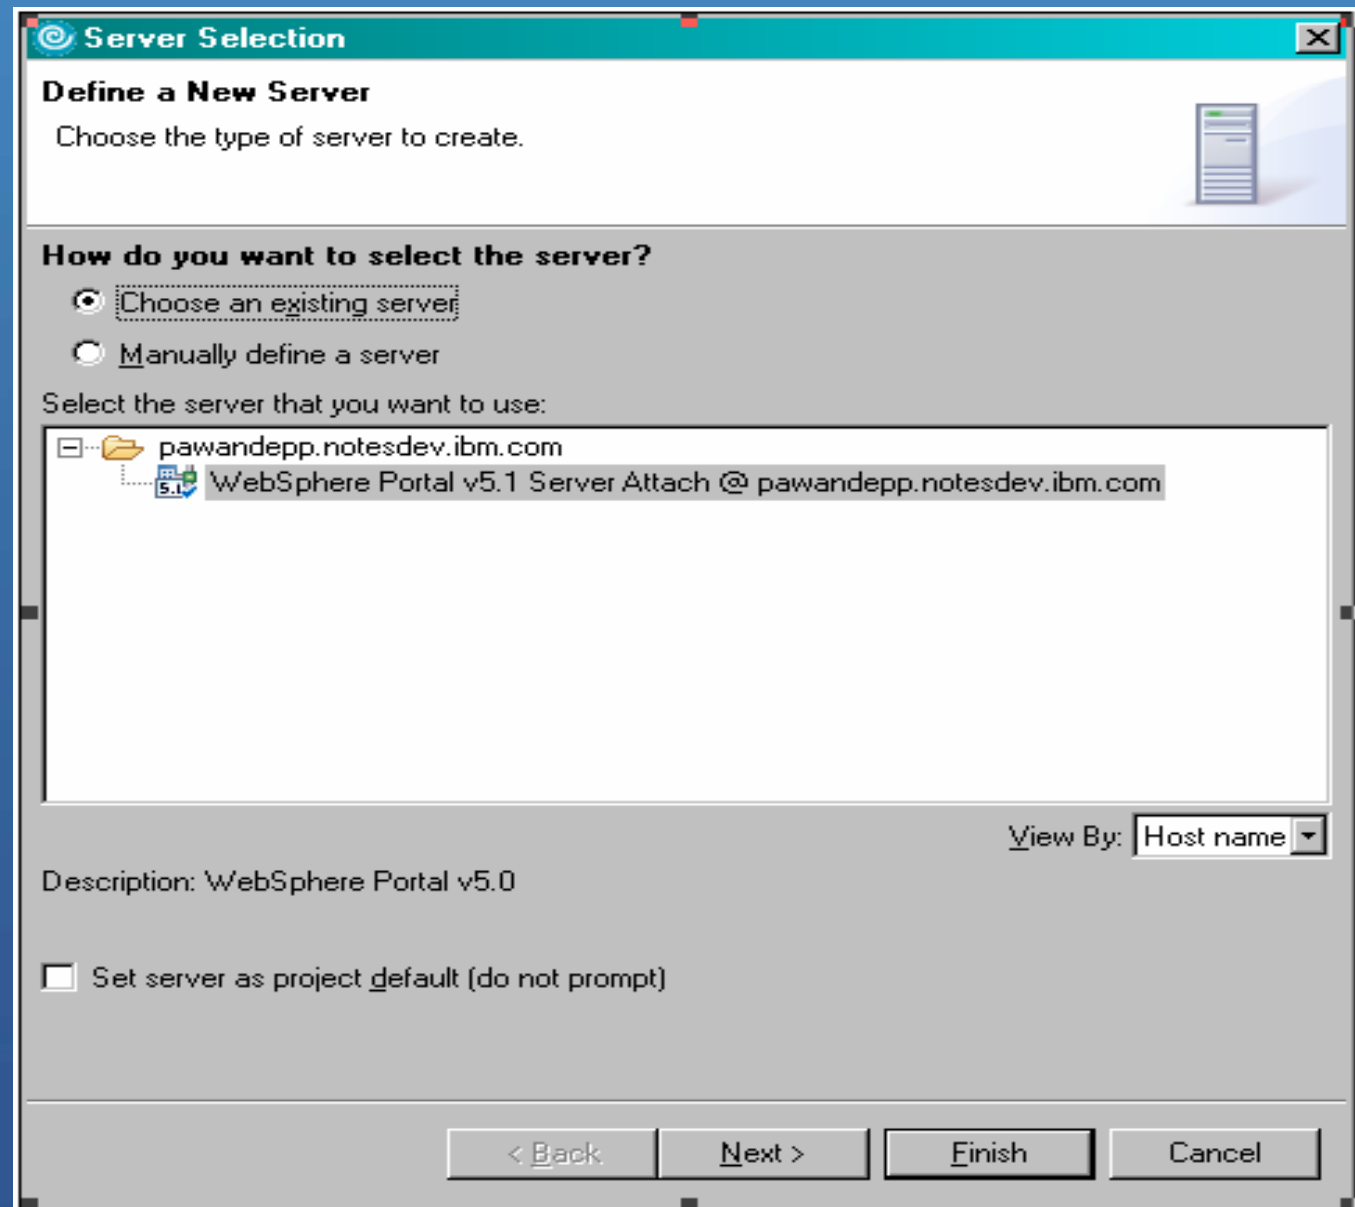 Server Selection
Define a New Server
Choose the type of server to create.
How do you want to select the server?
Choose an existing server
Manually define a server
Select the server that you want to use:
pawandepp.notesdev.ibm.com
5.1 WebSphere Portal v5.1 Server Attach @ pawandepp.notesdev.ibm.com
View By: Host name
Description: WebSphere Portal v5.0
Set server as project default (do not prompt)
< Back Next > Finish Cancel